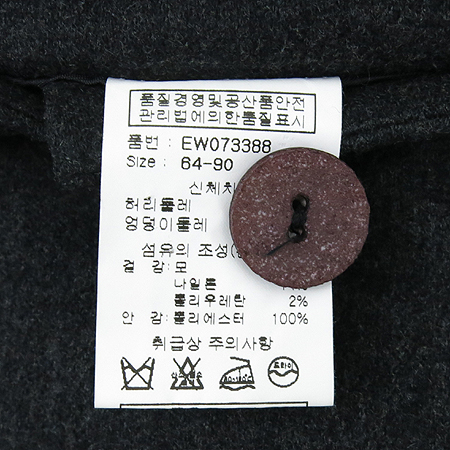 품질경영및공산품안전
관리법에의한품질표시
품번 : EW073388
Size : 64-90
신체치
허리둘레
엉덩이둘레
섬유의 조성(
겉 감: 모
나일론
폴리우레탄 2%
안 감: 폴리에스터 100%
취급상 주의사항
드라이